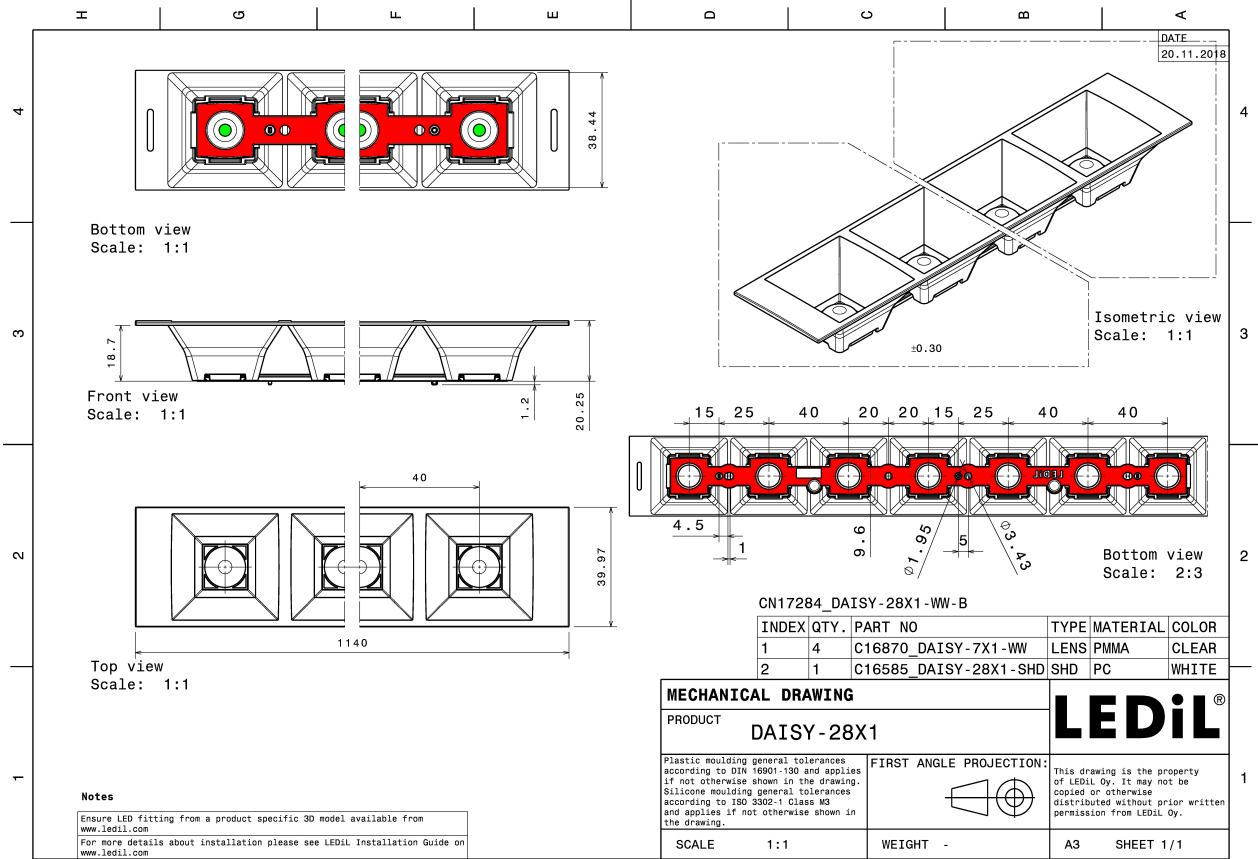 H G F E D C B A
DATE
20.11.2018
4
4
38.44
Bottom view
Scale: 1:1
3
3
18.7
1.2
20.25
Front view
Scale: 1:1
Isometric view
Scale: 1:1
±0.30
15 25 40 20 20 15 25 40 40
LEDiL
4.5
1
9.6
Ø1.95
5
Ø3.43
Bottom view
Scale: 2:3
40
39.97
2
2
1140
Top view
Scale: 1:1
CN17284_DAISY-28X1-WW-B
INDEX QTY. PART NO TYPE MATERIAL COLOR
1 4 C16870_DAISY-7X1-WW LENS PMMA CLEAR
2 1 C16585_DAISY-28X1-SHD SHD PC WHITE
MECHANICAL DRAWING
PRODUCT
DAISY-28X1
LEDiL®
Plastic moulding general tolerances
according to DIN 16901-130 and applies
if not otherwise shown in the drawing.
Silicone moulding general tolerances
according to ISO 3302-1 Class M3
and applies if not otherwise shown in
the drawing.
FIRST ANGLE PROJECTION:
This drawing is the property
of LEDiL Oy. It may not be
copied or otherwise
distributed without prior written
permission from LEDiL Oy.
SCALE 1:1
WEIGHT -
A3 SHEET 1/1
1
1
Notes
Ensure LED fitting from a product specific 3D model available from
www.ledil.com
For more details about installation please see LEDiL Installation Guide on
www.ledil.com